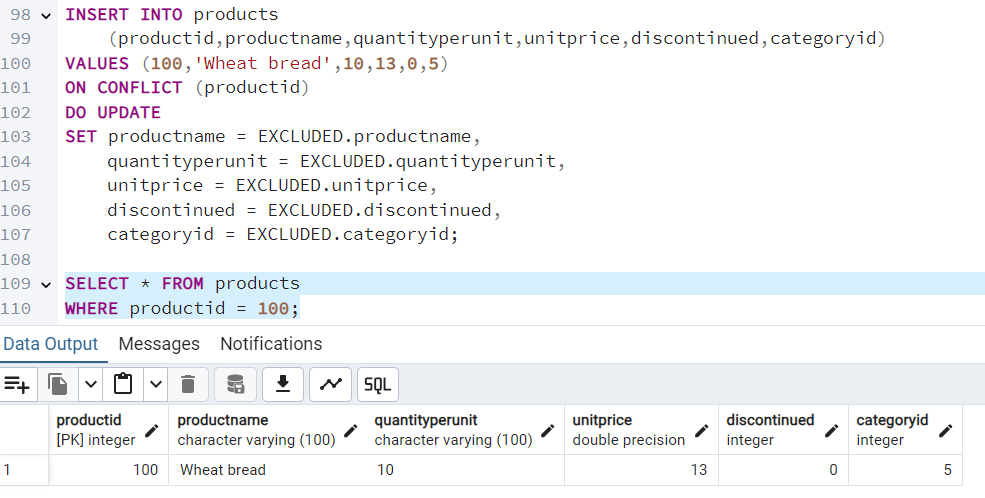 98 INSERT INTO products
99 (productid,productname,quantityperunit,unitprice,discontinued,categoryid)
100 VALUES (100,'Wheat bread',10,13,0,5)
101 ON CONFLICT (productid)
102 DO UPDATE
103 SET productname = EXCLUDED.productname,
104 quantityperunit = EXCLUDED.quantityperunit,
105 unitprice = EXCLUDED.unitprice,
106 discontinued = EXCLUDED.discontinued,
107 categoryid = EXCLUDED.categoryid;
108
109 SELECT * FROM products
110 WHERE productid = 100;
Data Output Messages Notifications
SQL
productid productname quantityperunit unitprice discontinued categoryid
[PK] integer character varying (100) character varying (100) double precision integer integer
1 100 Wheat bread 10 13 0 5